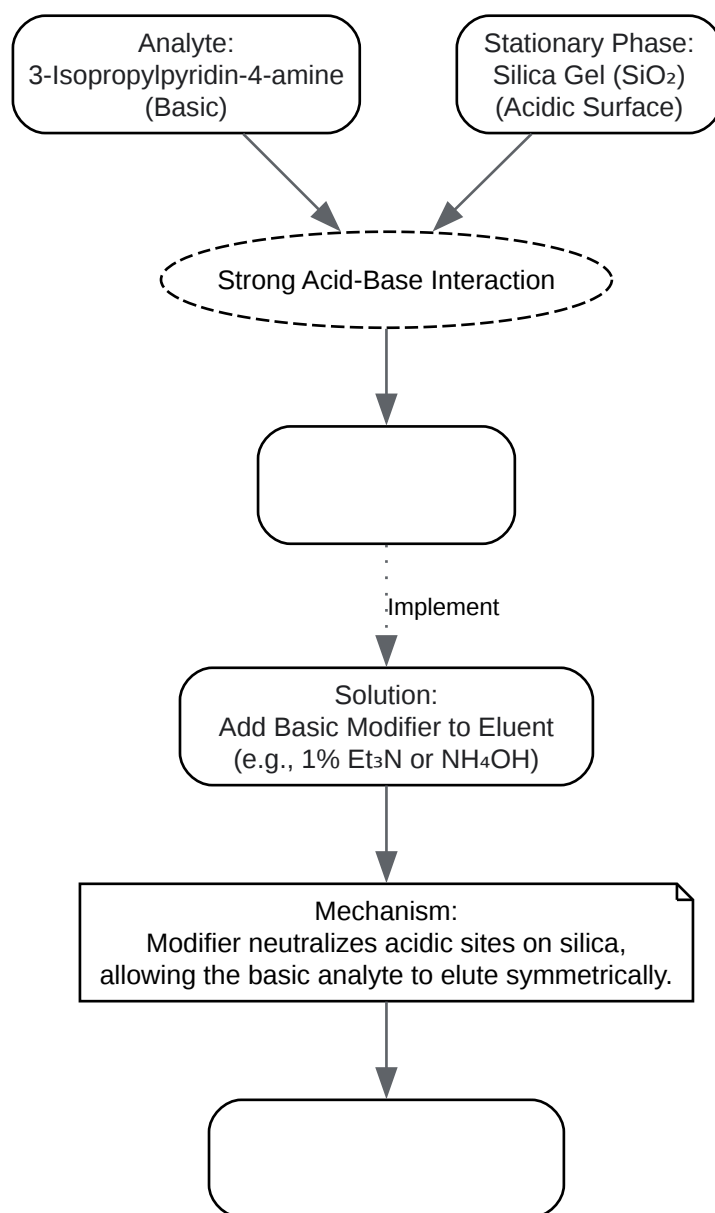 Analyte:
3-Isopropylpyridin-4-amine
(Basic)
Stationary Phase:
Silica Gel (SiO₂)
(Acidic Surface)
Strong Acid-Base Interaction
Implement
Solution:
Add Basic Modifier to Eluent
(e.g., 1% Et₃N or NH₄OH)
Mechanism:
Modifier neutralizes acidic sites on silica,
allowing the basic analyte to elute symmetrically.